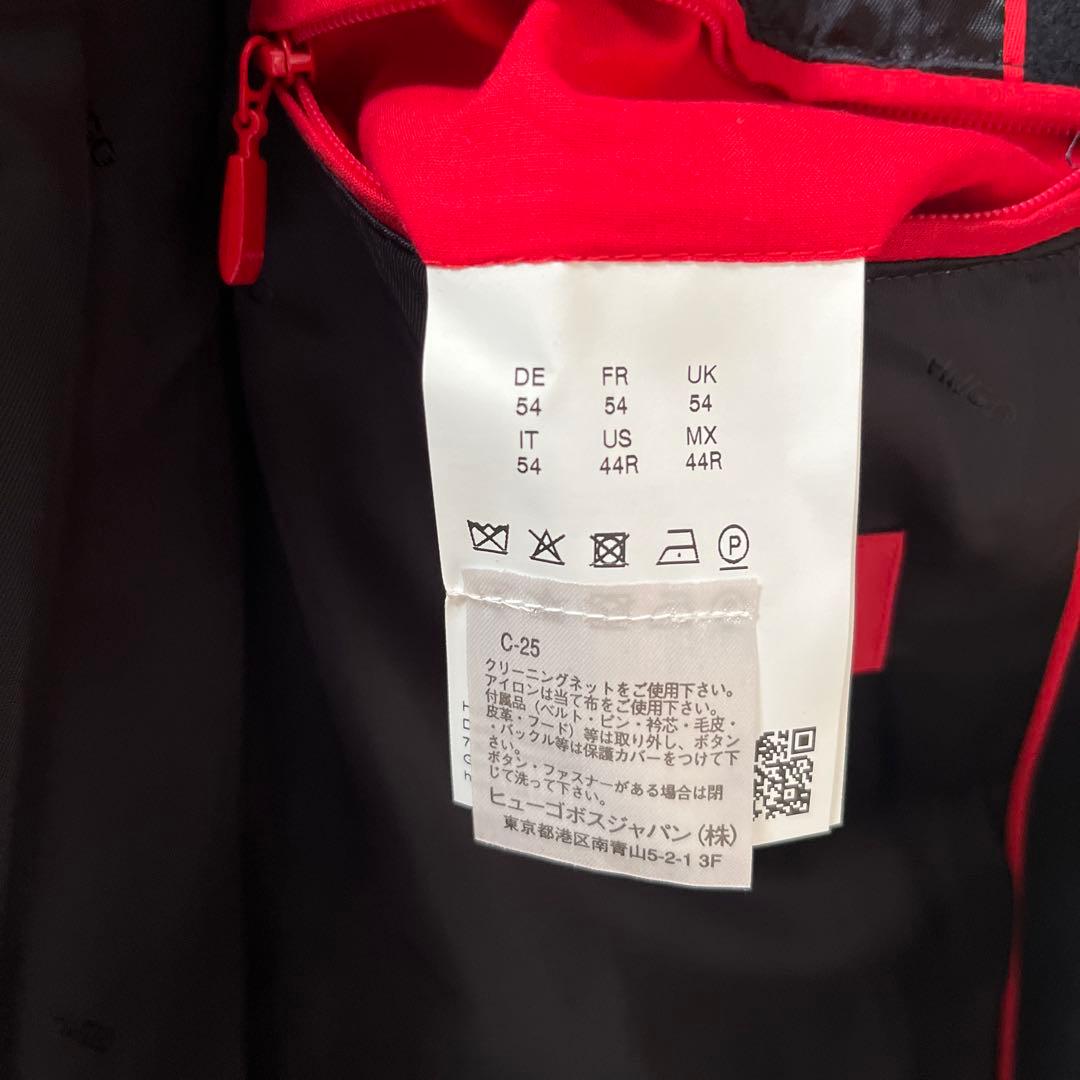 DE FR UK
54 54 54
IT US MX
54 44R 44R
P
C-25
クリーニングネットをご使用下さい。
アイロンは当て布をご使用下さい。
付属品（ベルト・ピン・衿芯・毛皮・
皮革・フード）等は取り外し、ボタン
・バックル等は保護カバーをつけて下
さい。
ボタン・ファスナーがある場合は閉
じて洗って下さい。
ヒューゴボスジャパン（株）
東京都港区南青山5-2-1 3F
H
D
7
G
h